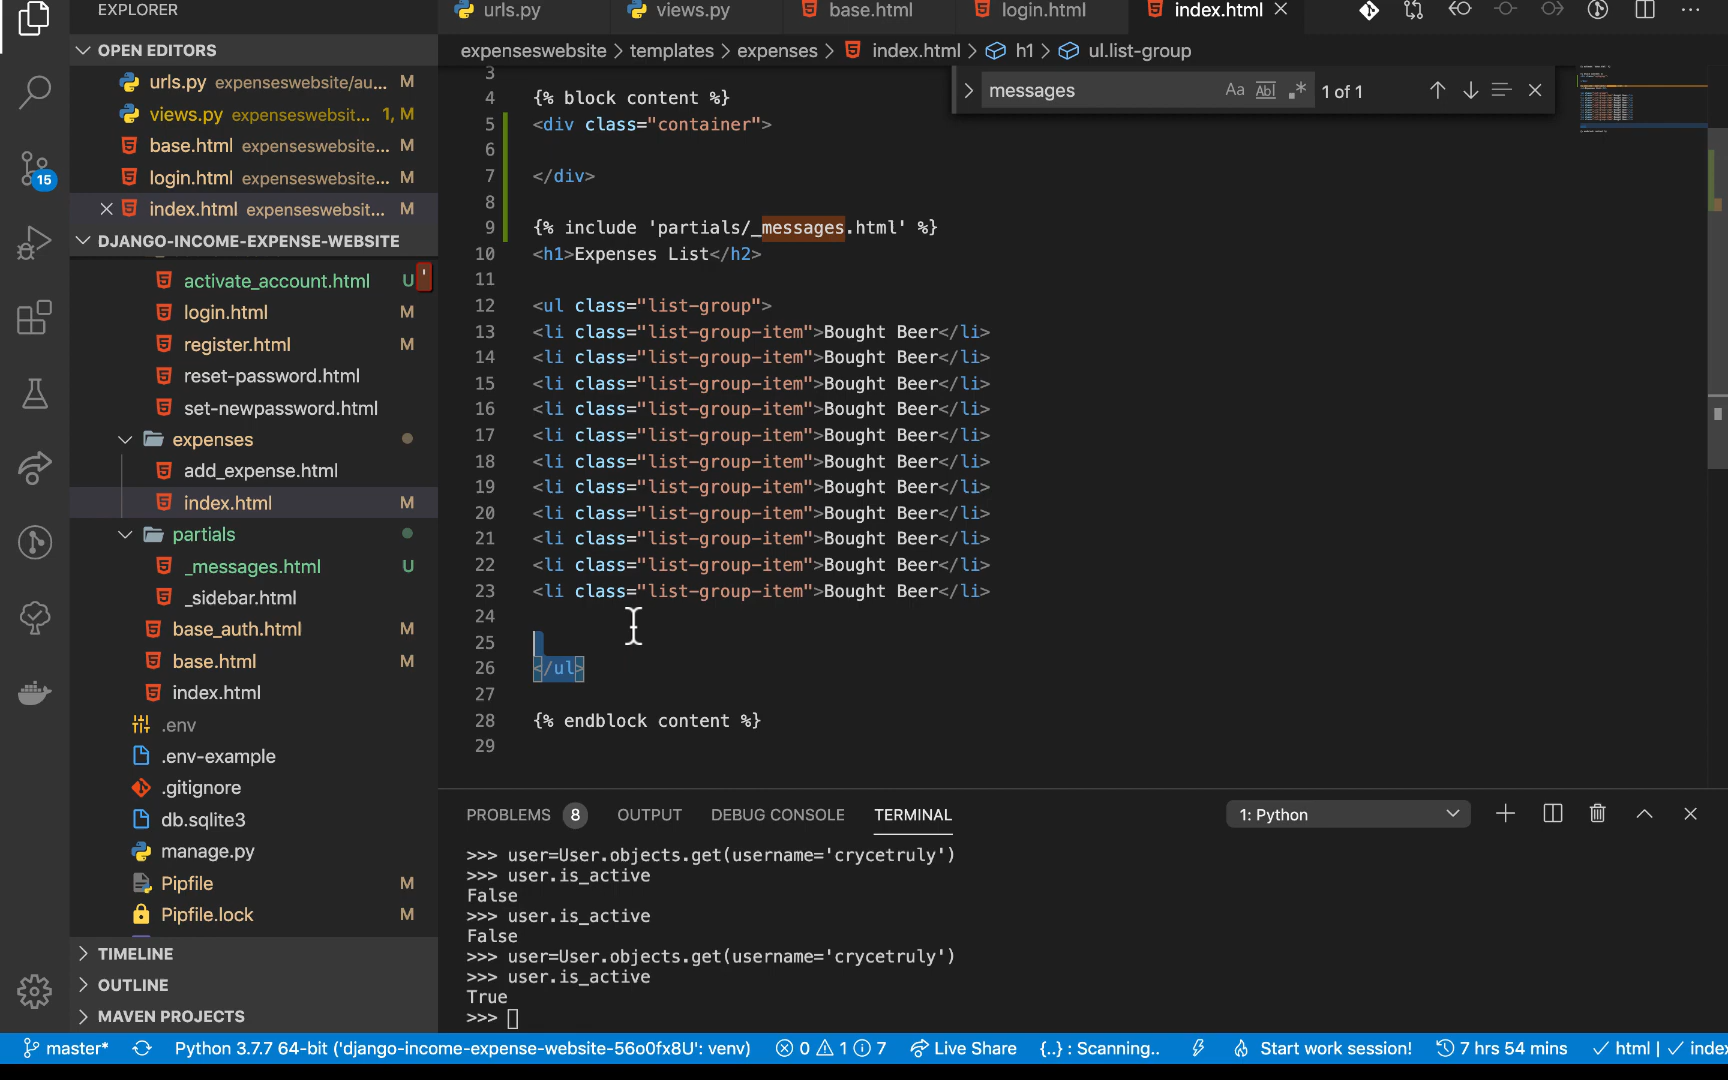 EXPLORER
urls.py
views.py
base.html
login.html
index.html
OPEN EDITORS
expenseswebsite > templates > expenses > index.html > h1 > ul.list-group
urls.py expenseswebsite/au... M
views.py expenseswebsit... 1, M
base.html expenseswebsite... M
login.html expenseswebsite... M
index.html expenseswebsit... M
DJANGO-INCOME-EXPENSE-WEBSITE
activate_account.html U
login.html M
register.html M
reset-password.html
set-newpassword.html
expenses
add_expense.html
index.html M
partials
_messages.html U
_sidebar.html
base_auth.html M
base.html M
index.html
.env
.env-example
.gitignore
db.sqlite3
manage.py
Pipfile M
Pipfile.lock M
TIMELINE
OUTLINE
MAVEN PROJECTS
15
messages Aa Abl .* 1 of 1
3
4 {% block content %}
5 <div class="container">
6
7 </div>
8
9 {% include 'partials/_messages.html' %}
10 <h1>Expenses List</h2>
11
12 <ul class="list-group">
13 <li class="list-group-item">Bought Beer</li>
14 <li class="list-group-item">Bought Beer</li>
15 <li class="list-group-item">Bought Beer</li>
16 <li class="list-group-item">Bought Beer</li>
17 <li class="list-group-item">Bought Beer</li>
18 <li class="list-group-item">Bought Beer</li>
19 <li class="list-group-item">Bought Beer</li>
20 <li class="list-group-item">Bought Beer</li>
21 <li class="list-group-item">Bought Beer</li>
22 <li class="list-group-item">Bought Beer</li>
23 <li class="list-group-item">Bought Beer</li>
24
25
26 </ul>
27
28 {% endblock content %}
29
PROBLEMS 8 OUTPUT DEBUG CONSOLE TERMINAL 1: Python
>>> user=User.objects.get(username='crycetruly')
>>> user.is_active
False
>>> user.is_active
False
>>> user=User.objects.get(username='crycetruly')
>>> user.is_active
True
>>>
master* Python 3.7.7 64-bit ('django-income-expense-website-56o0fx8U': venv) 0 1 7 Live Share {..} : Scanning.. Start work session! 7 hrs 54 mins ✓ html | ✓ index